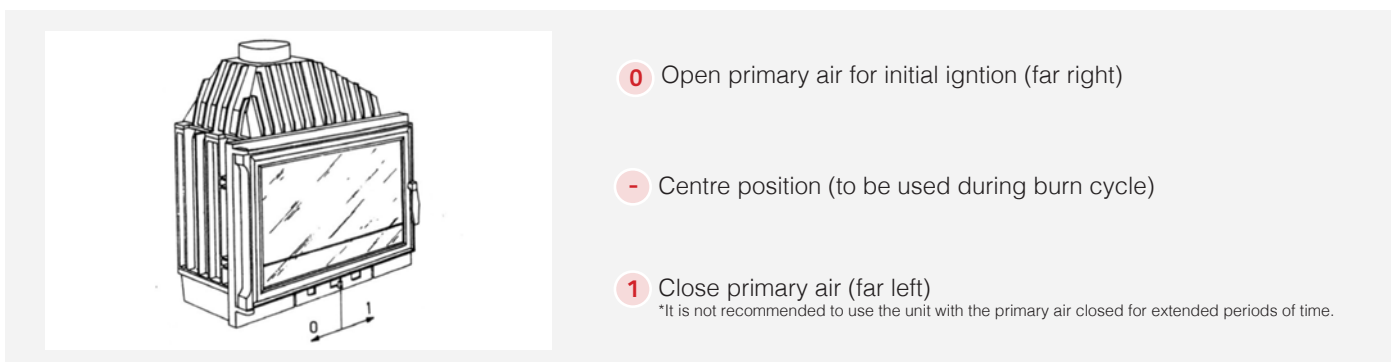 0 Open primary air for initial igntion (far right)
- Centre position (to be used during burn cycle)
1 Close primary air (far left)
*It is not recommended to use the unit with the primary air closed for extended periods of time.
0 1